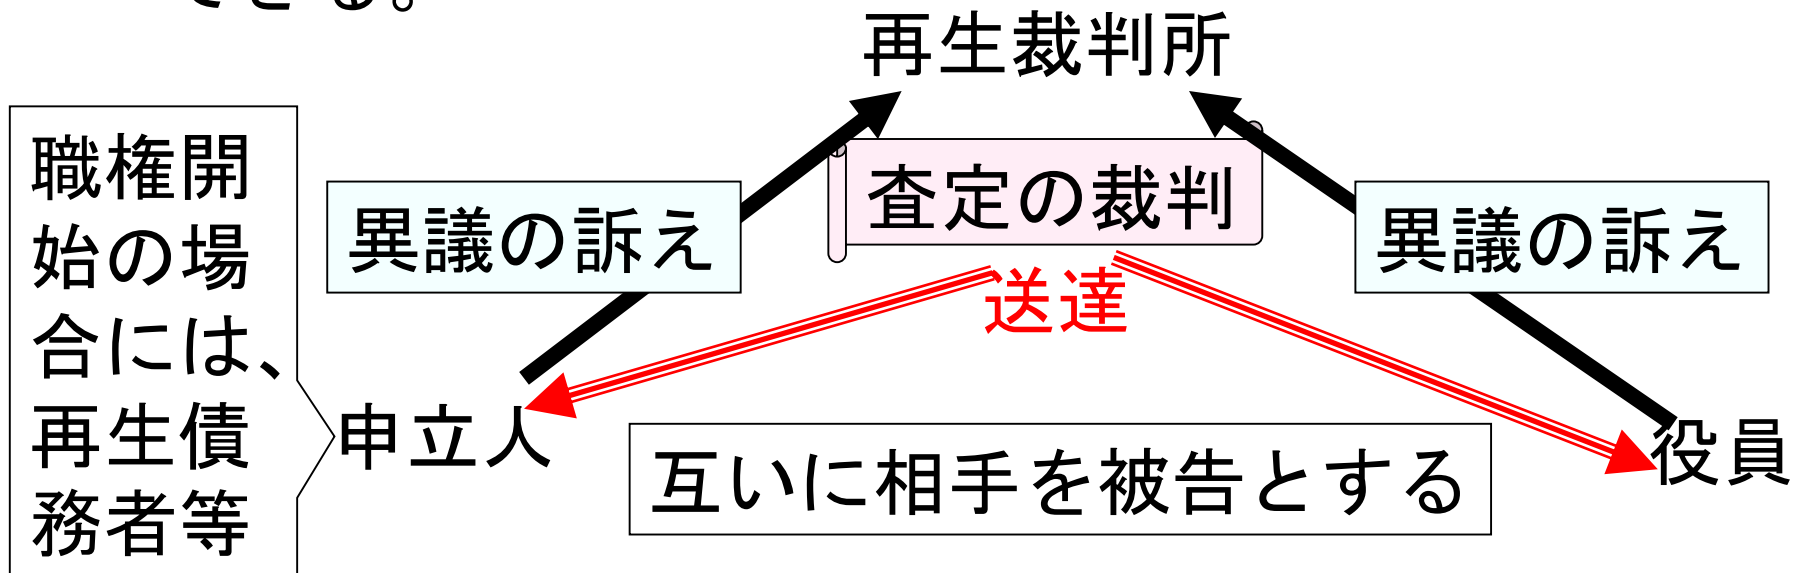 できる。
再生裁判所
査定の裁判
異議の訴え
異議の訴え
送達
職権開
始の場
合には、
再生債
務者等
申立人
役員
互いに相手を被告とする